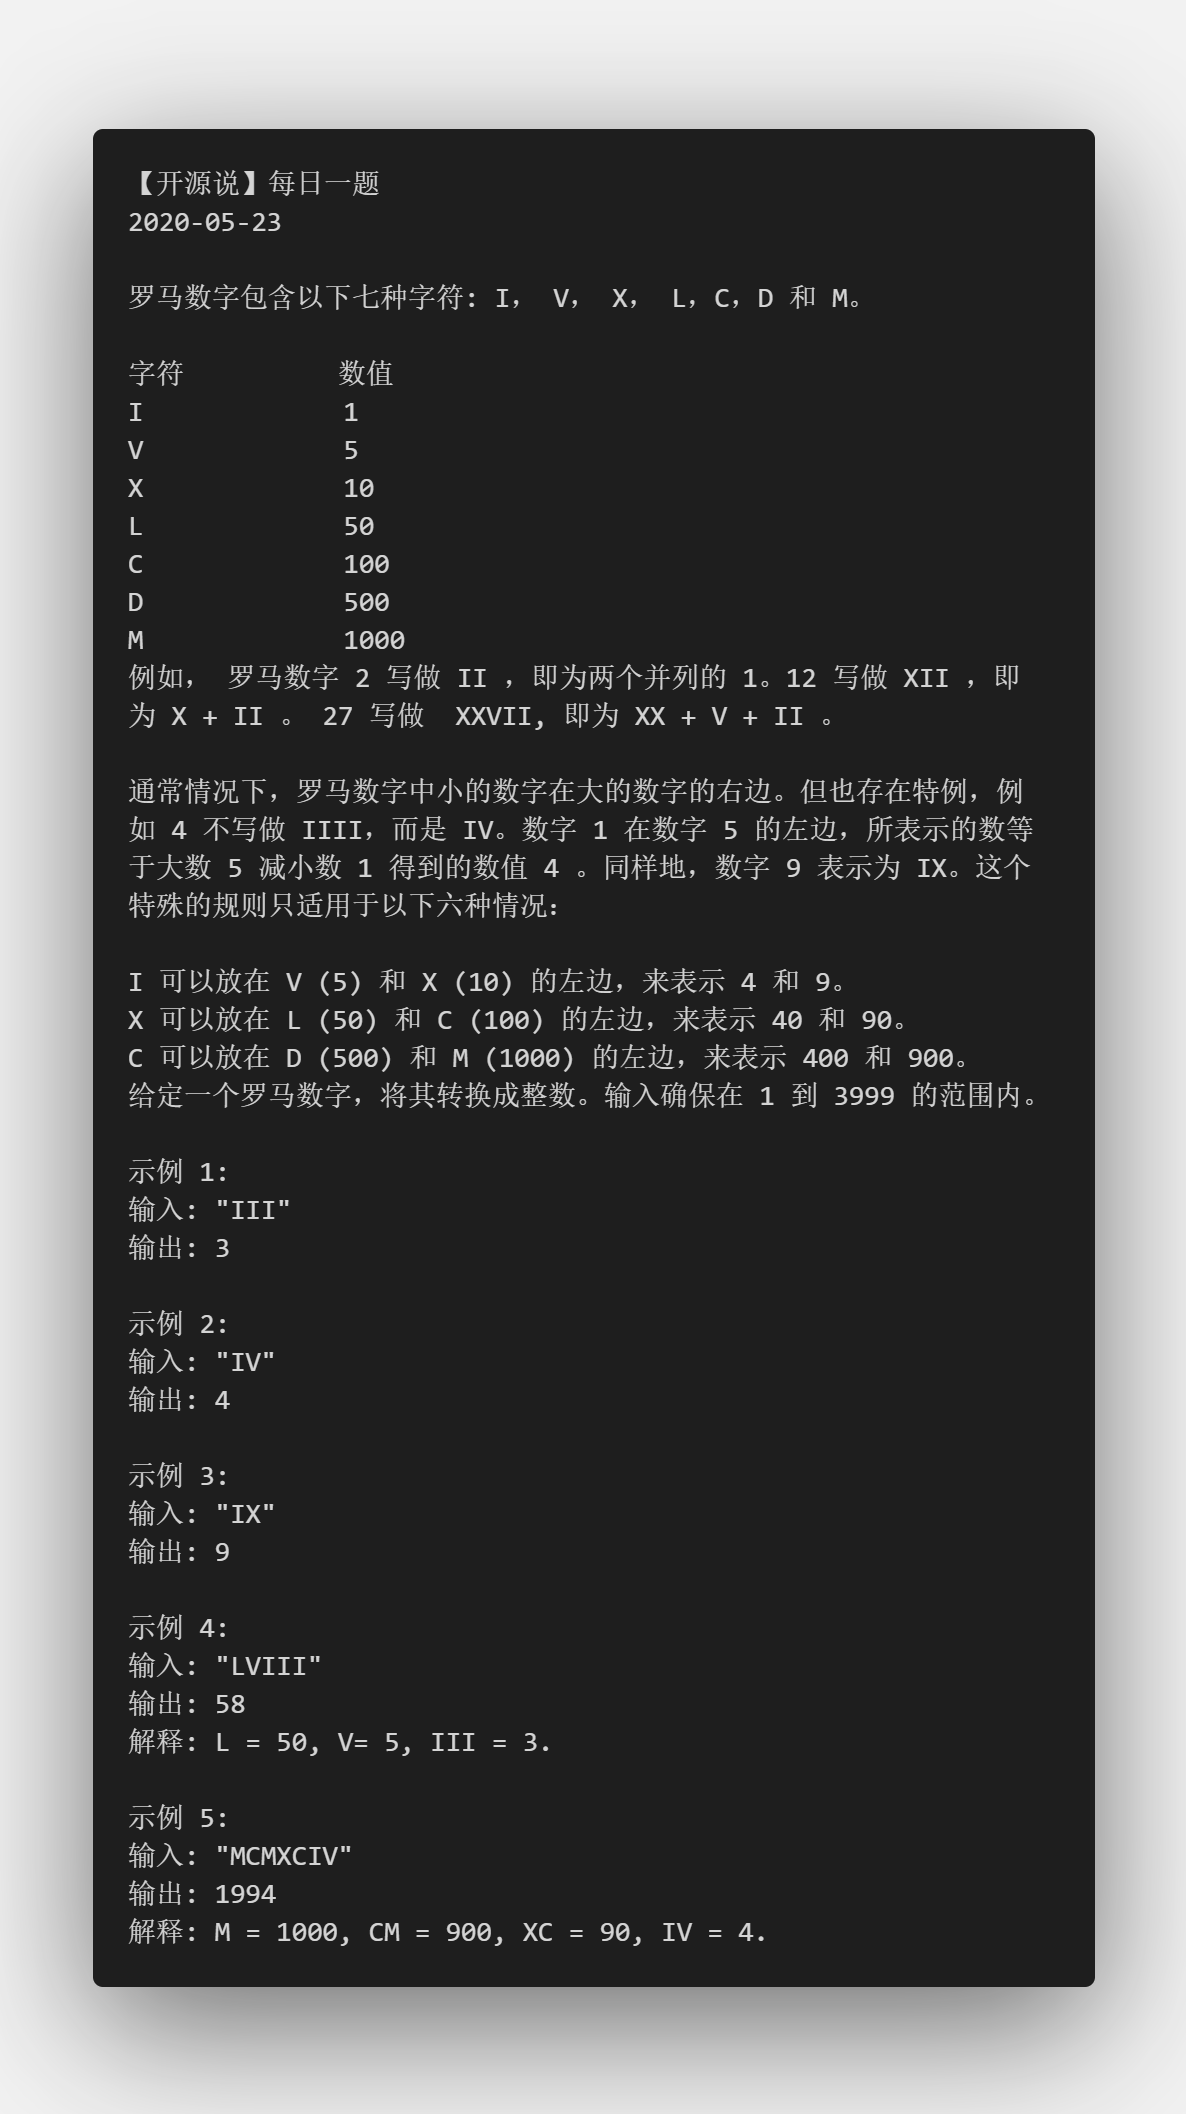 【开源说】每日一题
2020-05-23
罗马数字包含以下七种字符: I， V， X， L，C，D 和 M。
字符          数值
I             1
V             5
X             10
L             50
C             100
D             500
M             1000
例如， 罗马数字 2 写做 II ，即为两个并列的 1。12 写做 XII ，即
为 X + II 。 27 写做  XXVII, 即为 XX + V + II 。
通常情况下，罗马数字中小的数字在大的数字的右边。但也存在特例，例
如 4 不写做 IIII，而是 IV。数字 1 在数字 5 的左边，所表示的数等
于大数 5 减小数 1 得到的数值 4 。同样地，数字 9 表示为 IX。这个
特殊的规则只适用于以下六种情况：
I 可以放在 V (5) 和 X (10) 的左边，来表示 4 和 9。
X 可以放在 L (50) 和 C (100) 的左边，来表示 40 和 90。
C 可以放在 D (500) 和 M (1000) 的左边，来表示 400 和 900。
给定一个罗马数字，将其转换成整数。输入确保在 1 到 3999 的范围内。
示例 1:
输入: "III"
输出: 3
示例 2:
输入: "IV"
输出: 4
示例 3:
输入: "IX"
输出: 9
示例 4:
输入: "LVIII"
输出: 58
解释: L = 50, V= 5, III = 3.
示例 5:
输入: "MCMXCIV"
输出: 1994
解释: M = 1000, CM = 900, XC = 90, IV = 4.